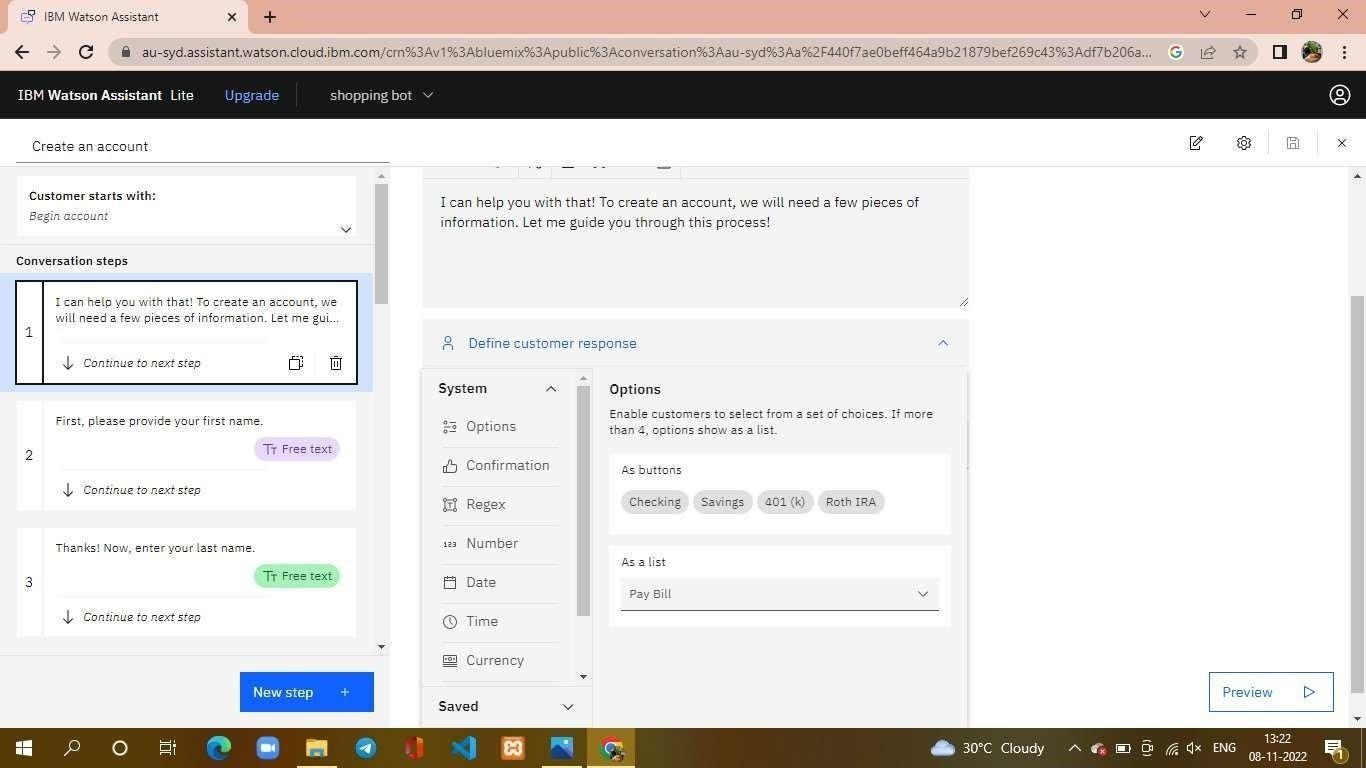 IBM Watson Assistant
au-syd.assistant.watson.cloud.ibm.com/crn%3Av1%3Abluemix%3Apublic%3Aconversation%3Aau-syd%3Aa%2F440f7ae0beff464a9b21879bef269c43%3Adf7b206a...
IBM Watson Assistant Lite Upgrade shopping bot
Create an account
Customer starts with:
Begin account
Conversation steps
1
I can help you with that! To create an account, we
will need a few pieces of information. Let me gui...
Continue to next step
2
First, please provide your first name.
Free text
Continue to next step
3
Thanks! Now, enter your last name.
Free text
Continue to next step
New step +
I can help you with that! To create an account, we will need a few pieces of
information. Let me guide you through this process!
Define customer response
System
Options
Confirmation
Regex
Number
Date
Time
Currency
Saved
Options
Enable customers to select from a set of choices. If more
than 4, options show as a list.
As buttons
Checking Savings 401 (k) Roth IRA
As a list
Pay Bill
Preview
30°C Cloudy
ENG
13:22
08-11-2022
1